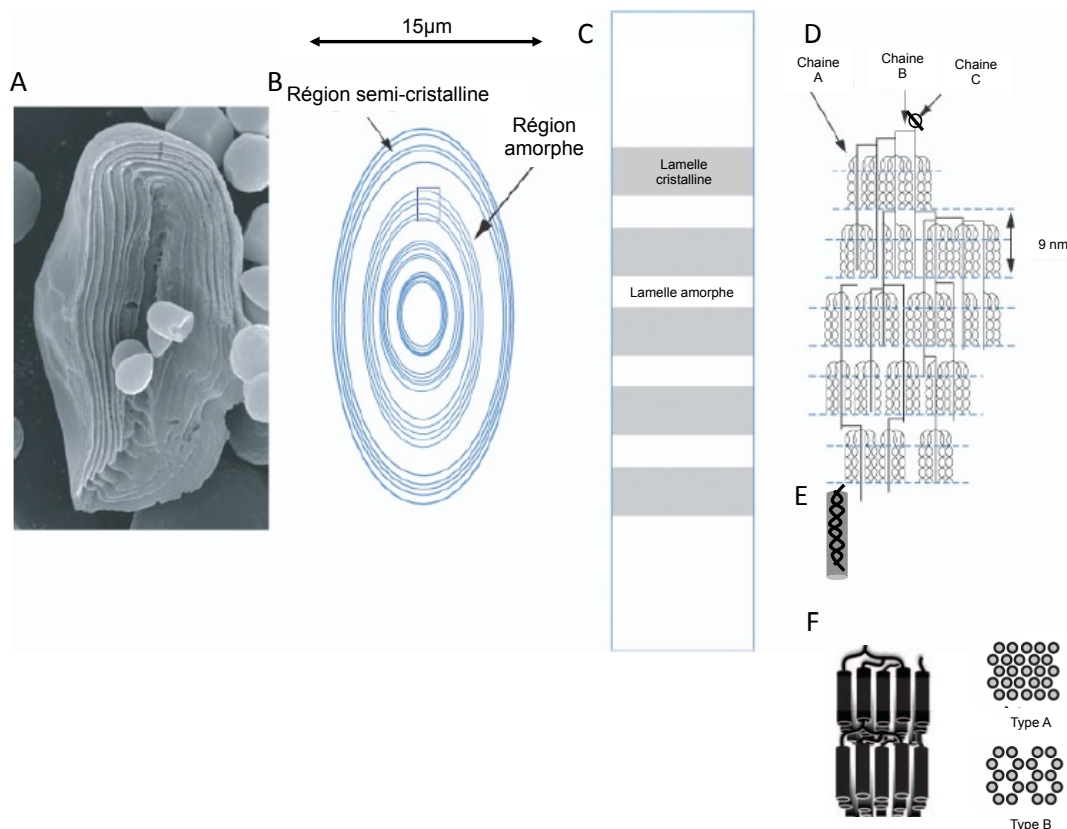 15µm
A
B
C
D
Région semi-cristalline
Région
amorphe
Lamelle
cristalline
Lamelle amorphe
Chaine
A
Chaine
B
Chaine
C
9 nm
E
F
Type A
Type B